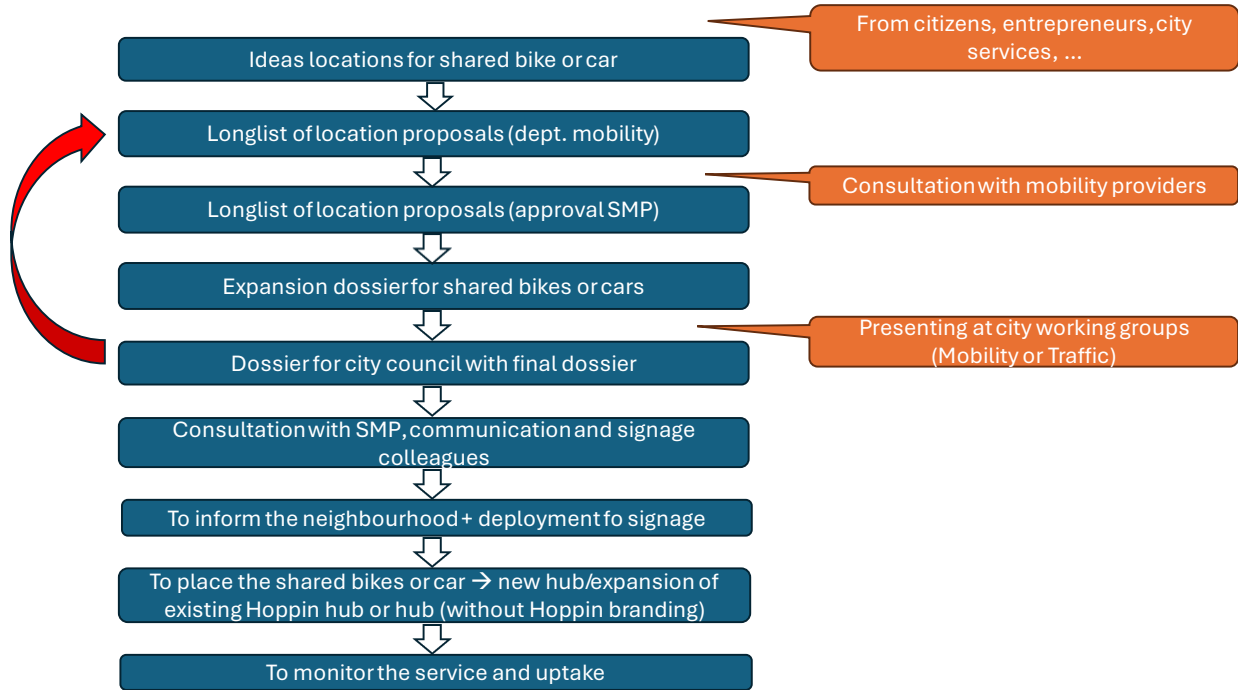 From citizens, entrepreneurs, city
services, ...
Ideas locations for shared bike or car
Longlist of location proposals (dept. mobility)
Consultation with mobility providers
Longlist of location proposals (approval SMP)
Expansion dossier for shared bikes or cars
Presenting at city working groups
(Mobility or Traffic)
Dossier for city council with final dossier
Consultation with SMP, communication and signage
colleagues
To inform the neighbourhood + deployment fo signage
To place the shared bikes or car → new hub/expansion of
existing Hoppin hub or hub (without Hoppin branding)
To monitor the service and uptake